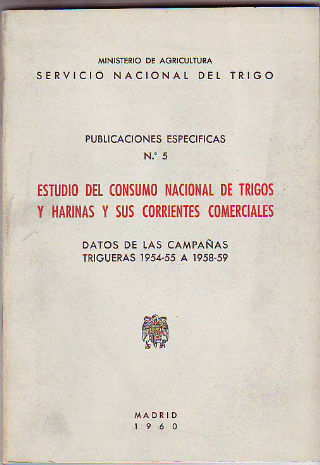 MINISTERIO DE AGRICULTURA
SERVICIO NACIONAL DEL TRIGO
PUBLICACIONES ESPECIFICAS
N.° 5
ESTUDIO DEL CONSUMO NACIONAL DE TRIGOS
Y HARINAS Y SUS CORRIENTES COMERCIALES
DATOS DE LAS CAMPAÑAS
TRIGUERAS 1954-55 A 1958-59
MADRID
1960